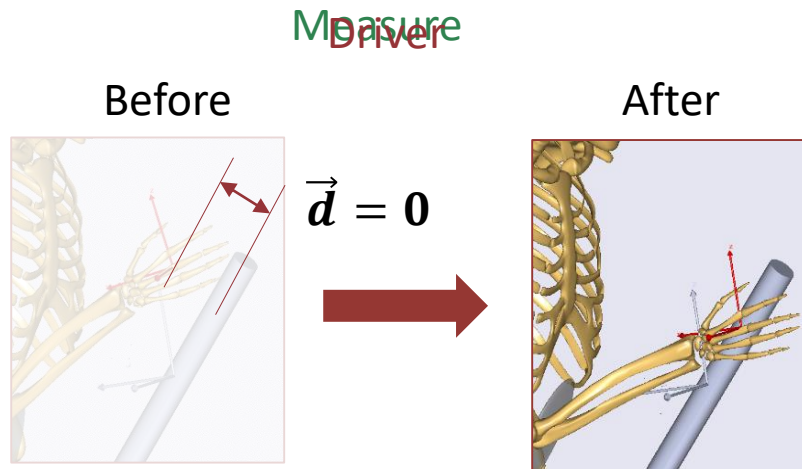 Measure
Driver
Before
After
d⃗ = 0